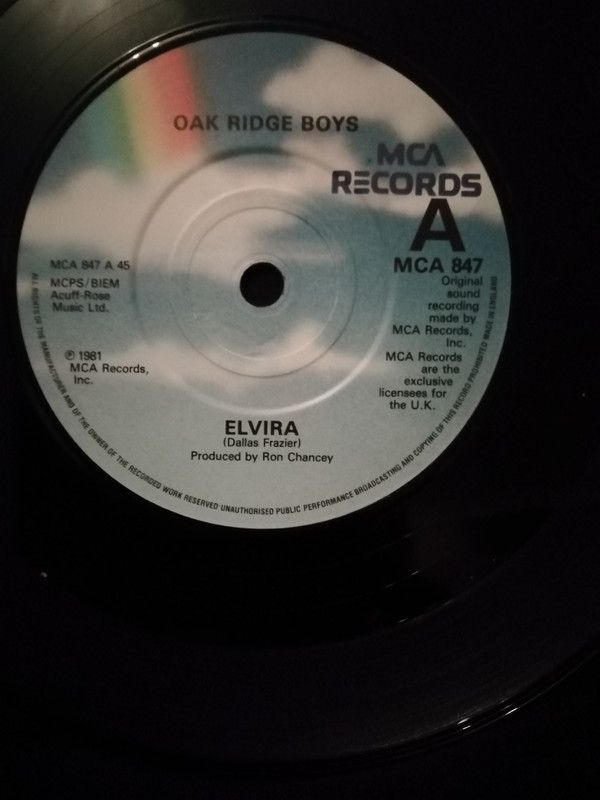 OAK RIDGE BOYS
MCA
RECORDS
A
MCA 847
MCA 847 A 45
MCPS/BIEM
Acuff-Rose
Music Ltd.
℗ 1981
MCA Records,
Inc.
Original
sound
recording
made by
MCA Records,
Inc.
MCA Records
are the
exclusive
licensees for
the U.K.
ELVIRA
(Dallas Frazier)
Produced by Ron Chancey
ALL RIGHTS OF THE MANUFACTURER AND OF THE OWNER OF THE RECORDED WORK RESERVED UNAUTHORISED PUBLIC PERFORMANCE BROADCASTING AND COPYING OF THIS RECORD PROHIBITED MADE IN ENGLAND